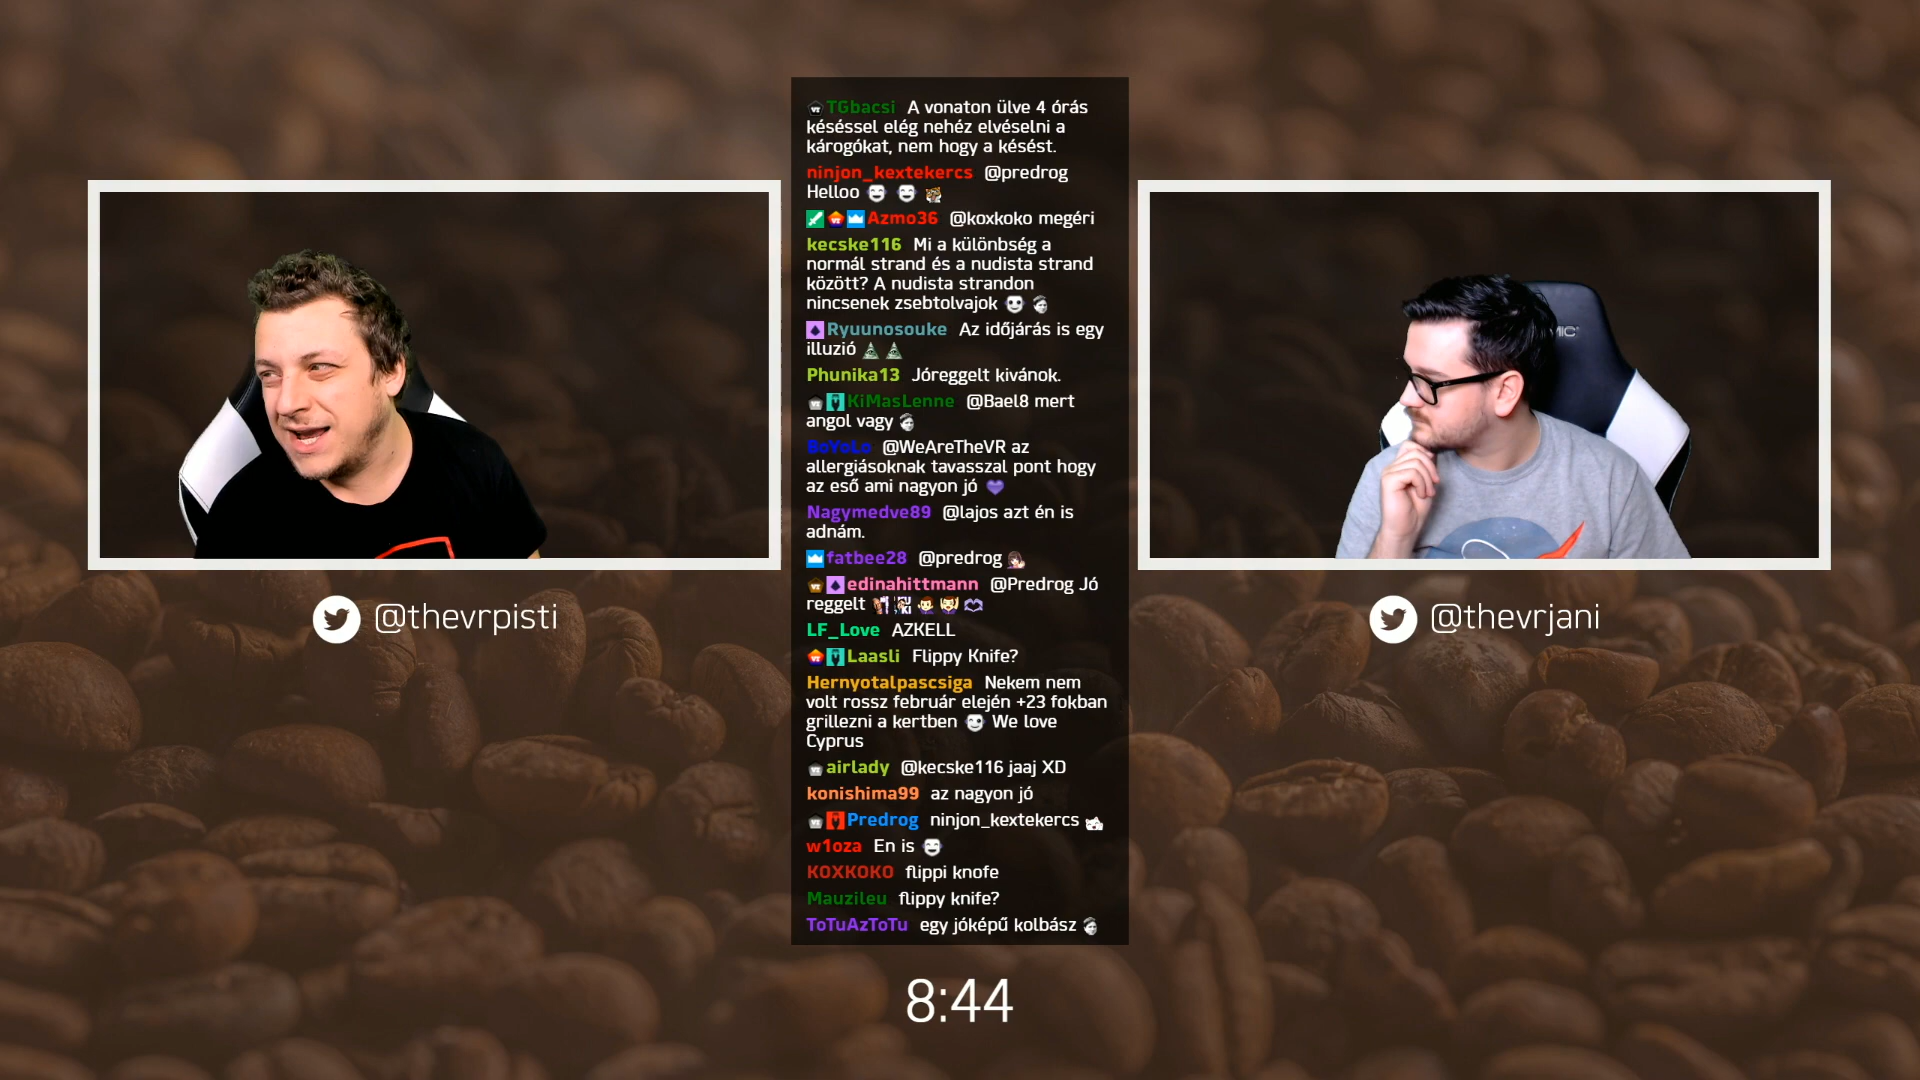 TGbacsi A vonaton ülve 4 órás
késéssel elég nehéz elvéselni a
károgókat, nem hogy a késést.
ninjon_kextekercs @predrog
Helloo
Azmo36 @koxkoko megéri
kecske116 Mi a különbség a
normál strand és a nudista strand
között? A nudista strandon
nincsenek zsebtolvajok
Ryuunosouke Az időjárás is egy
illuzió
Phunika13 Jóreggelt kivánok.
KiMasLenne @Bael8 mert
angol vagy
BoYoLo @WeAreTheVR az
allergiásoknak tavasszal pont hogy
az eső ami nagyon jó
Nagymedve89 @lajos azt én is
adnám.
fatbee28 @predrog
edinahittmann @Predrog Jó
reggelt
LF_Love AZKELL
Laasli Flippy Knife?
Hernyotalpascsiga Nekem nem
volt rossz február elején +23 fokban
grillezni a kertben We love
Cyprus
airlady @kecske116 jaaj XD
konishima99 az nagyon jó
Predrog ninjon_kextekercs
w1oza En is
KOXKOKO flippi knofe
Mauzileu flippy knife?
ToTuAzToTu egy jóképű kolbász
@thevrpisti
@thevrjani
8:44